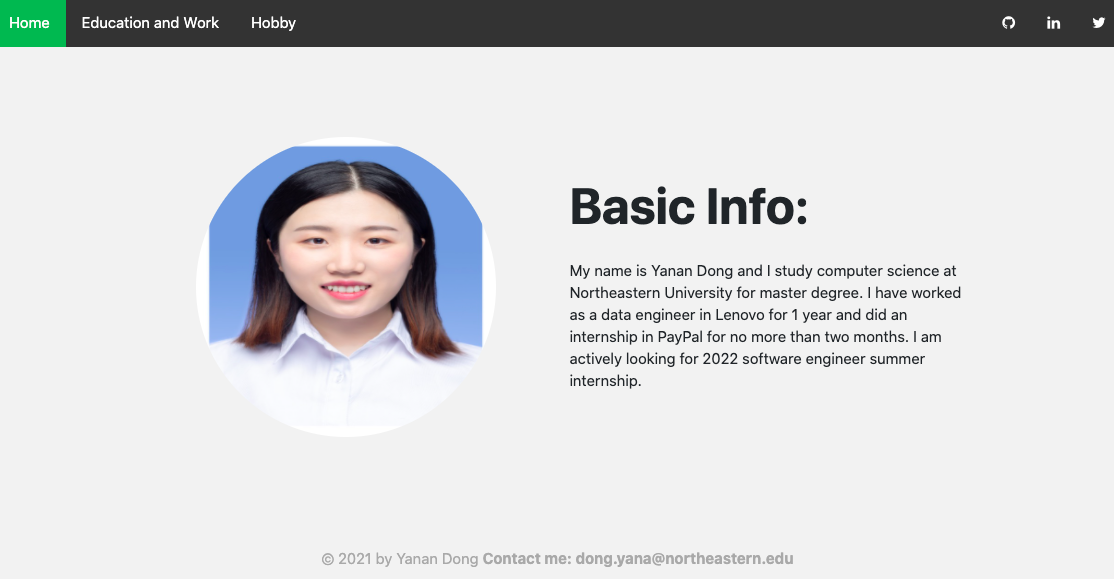 Home Education and Work Hobby
Basic Info:
My name is Yanan Dong and I study computer science at
Northeastern University for master degree. I have worked
as a data engineer in Lenovo for 1 year and did an
internship in PayPal for no more than two months. I am
actively looking for 2022 software engineer summer
internship.
© 2021 by Yanan Dong Contact me: dong.yana@northeastern.edu